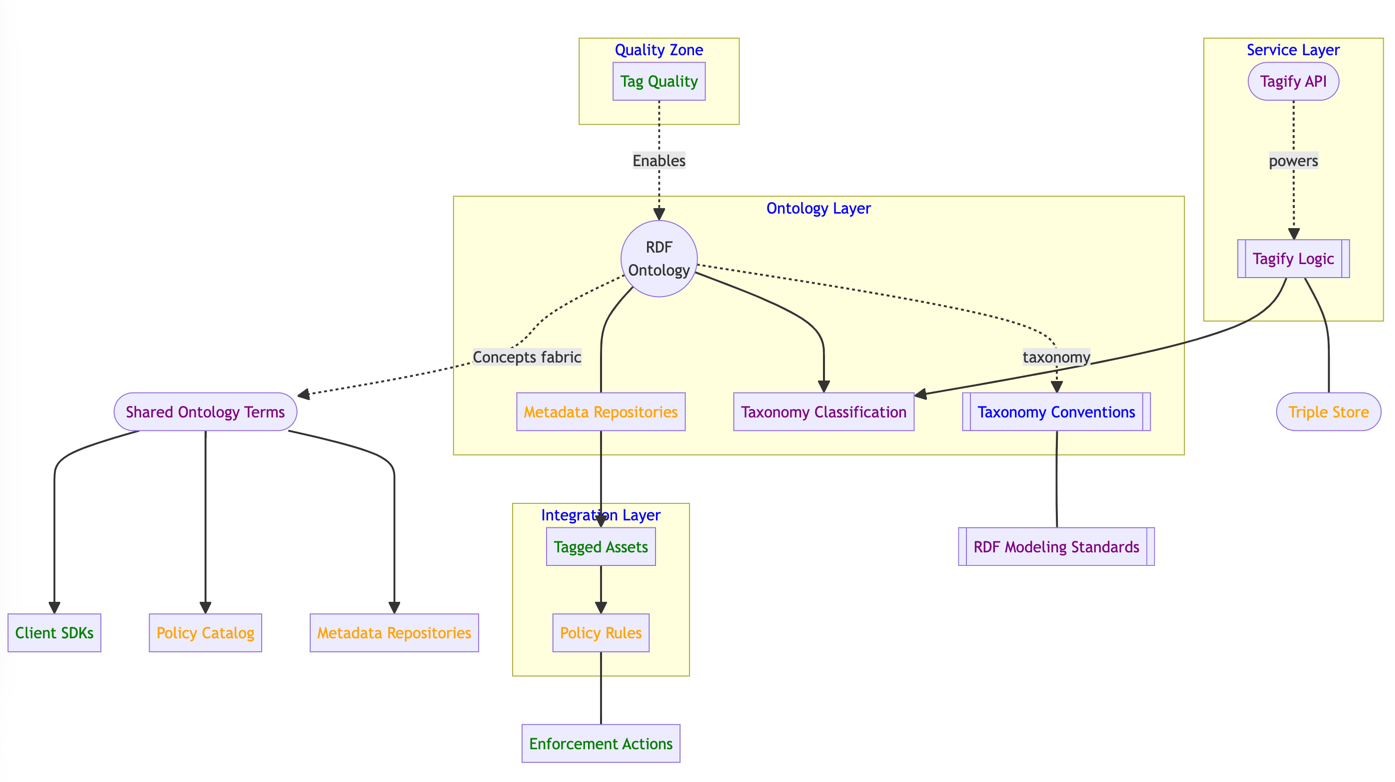 Quality Zone
Service Layer
Tag Quality
Tagify API
Enables
powers
Ontology Layer
RDF
Ontology
Tagify Logic
Concepts fabric
taxonomy
Shared Ontology Terms
Metadata Repositories
Taxonomy Classification
Taxonomy Conventions
Triple Store
Integration Layer
Tagged Assets
RDF Modeling Standards
Client SDKs
Policy Catalog
Metadata Repositories
Policy Rules
Enforcement Actions